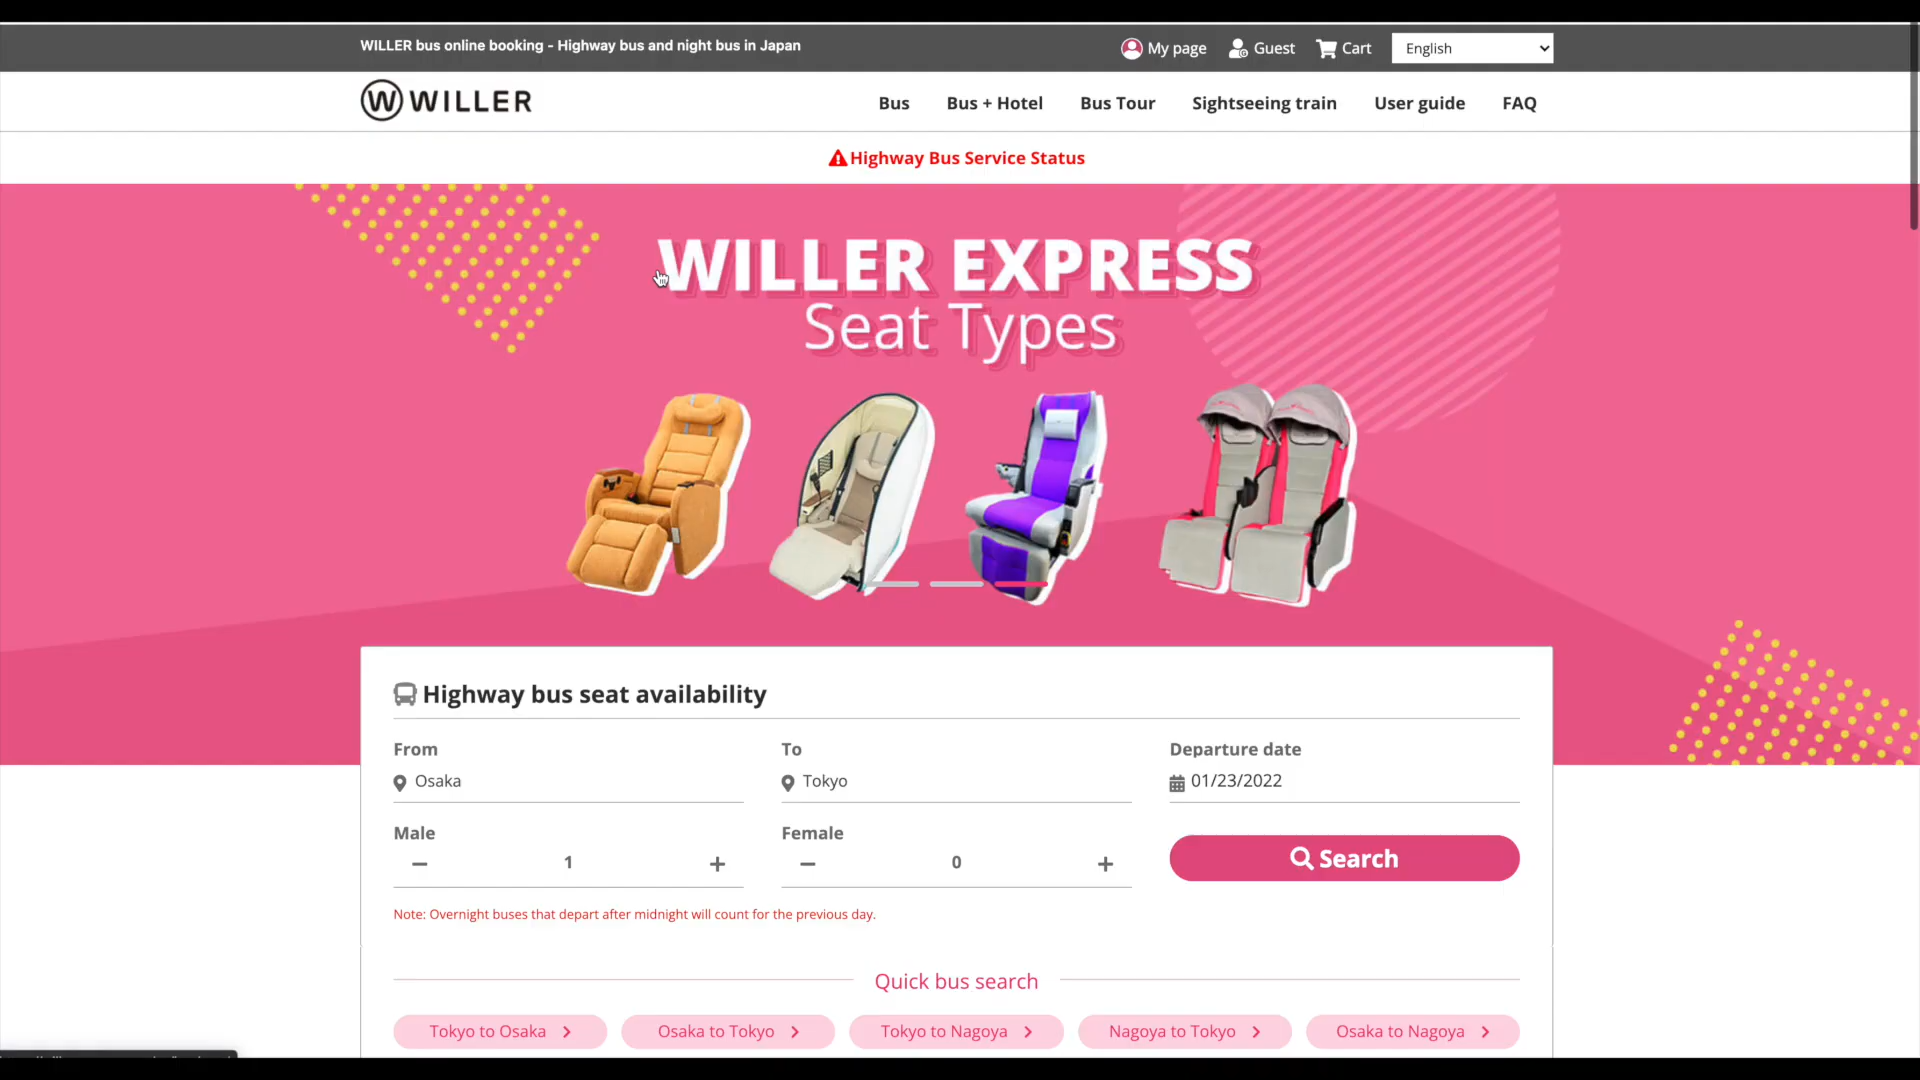 WILLER bus online booking - Highway bus and night bus in Japan
My page
Guest
Cart
English
WILLER
Bus
Bus + Hotel
Bus Tour
Sightseeing train
User guide
FAQ
Highway Bus Service Status
WILLER EXPRESS
Seat Types
Highway bus seat availability
From
To
Departure date
Osaka
Tokyo
01/23/2022
Male
Female
1
0
Search
Note: Overnight buses that depart after midnight will count for the previous day.
Quick bus search
Tokyo to Osaka
Osaka to Tokyo
Tokyo to Nagoya
Nagoya to Tokyo
Osaka to Nagoya